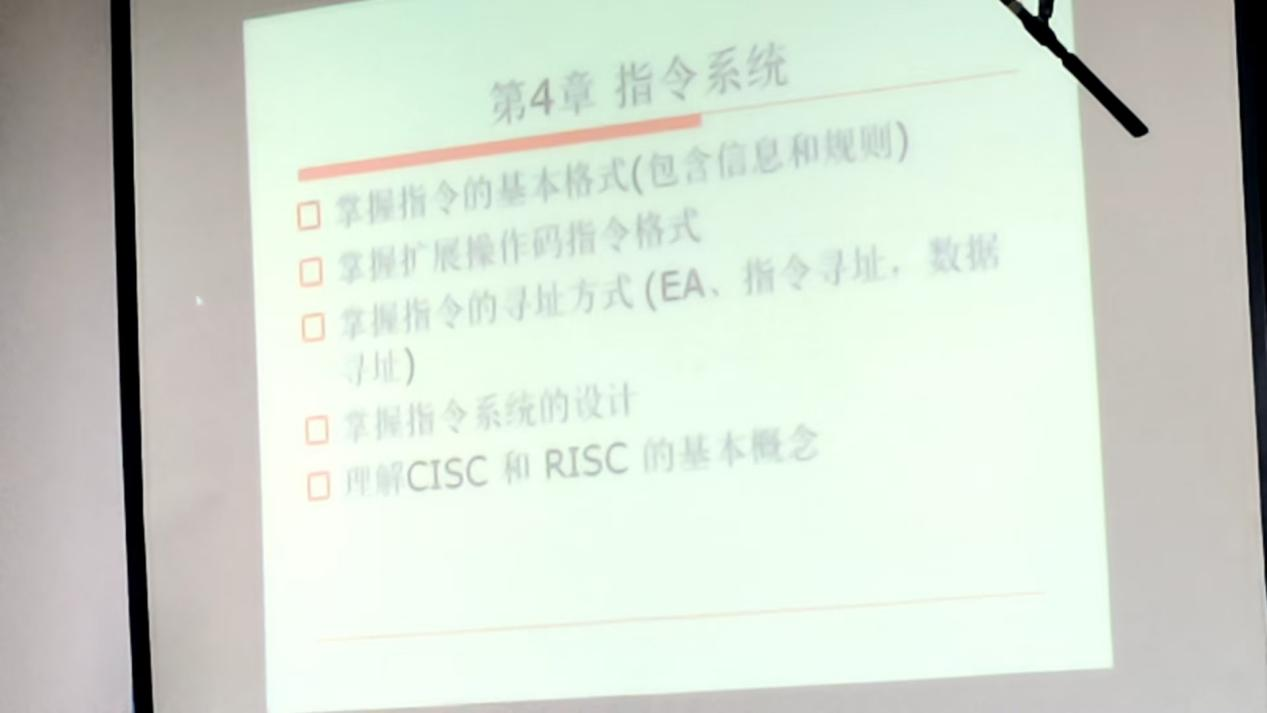 第4章 指令系统
掌握指令的基本格式(包含信息和规则)
掌握扩展操作码指令格式
掌握指令的寻址方式 (EA、指令寻址, 数据
寻址)
掌握指令系统的设计
理解CISC 和 RISC 的基本概念